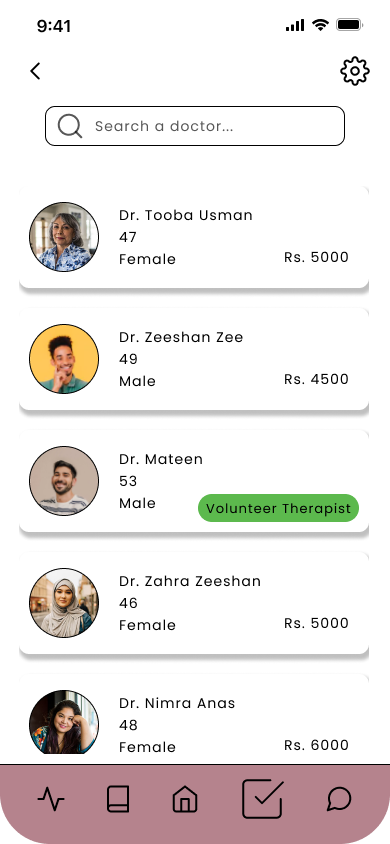 9:41
Search a doctor...
Dr. Tooba Usman
47
Female
Rs. 5000
Dr. Zeeshan Zee
49
Male
Rs. 4500
Dr. Mateen
53
Male
Volunteer Therapist
Dr. Zahra Zeeshan
46
Female
Rs. 5000
Dr. Nimra Anas
48
Female
Rs. 6000